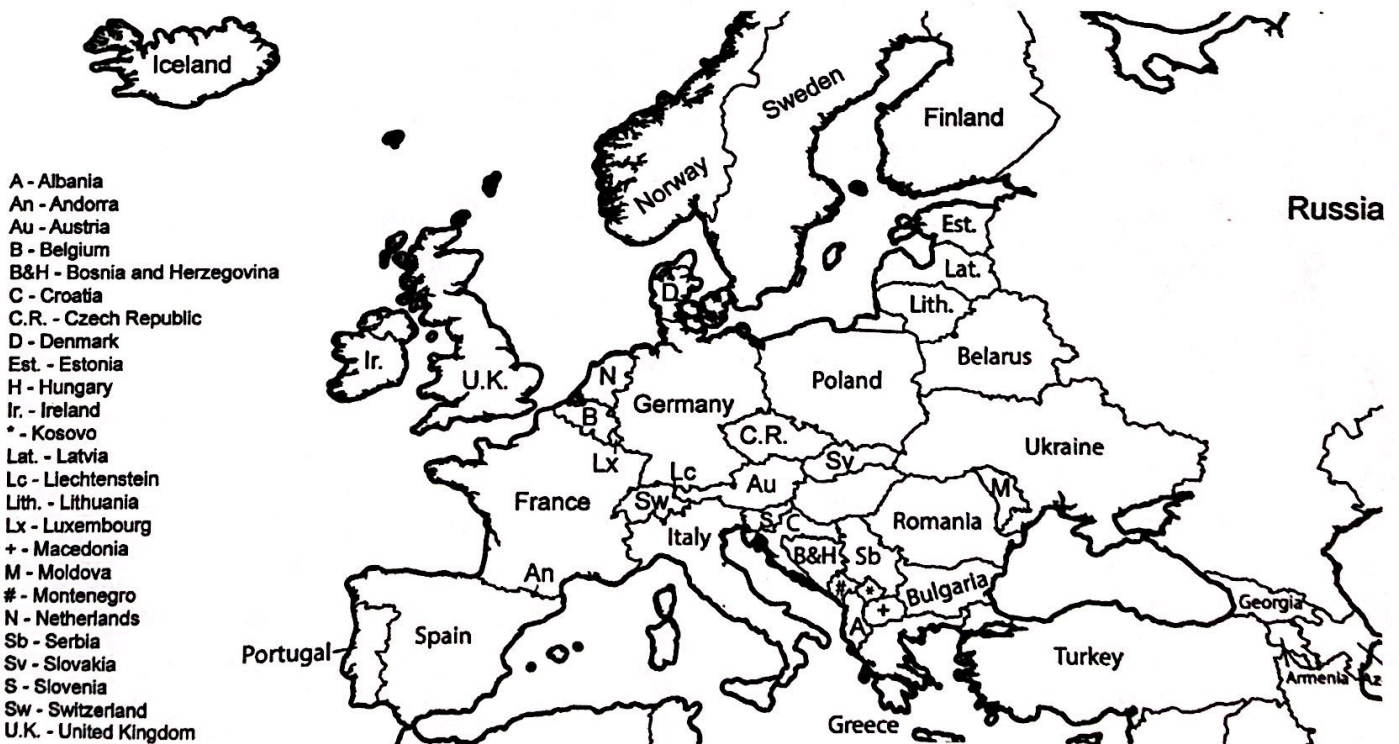 Iceland
Sweden
Finland
Norway
Russia
A - Albania
An - Andorra
Au - Austria
B - Belgium
B&H - Bosnia and Herzegovina
C - Croatia
C.R. - Czech Republic
D - Denmark
Est. - Estonia
H - Hungary
Ir. - Ireland
* - Kosovo
Lat. - Latvia
Lc - Liechtenstein
Lith. - Lithuania
Lx - Luxembourg
+ - Macedonia
M - Moldova
# - Montenegro
N - Netherlands
Sb - Serbia
Sv - Slovakia
S - Slovenia
Sw - Switzerland
U.K. - United Kingdom
Est.
Lat.
D
Lith.
Ir.
U.K.
N
Belarus
Poland
Germany
B
C.R.
Ukraine
Lx
Lc
Sv
Au
M
France
Sw
Romania
S
C
Italy
B&H
Sb
An
#
*
Bulgaria
+
Georgia
A
Spain
Portugal
Turkey
Armenia
Az
Greece